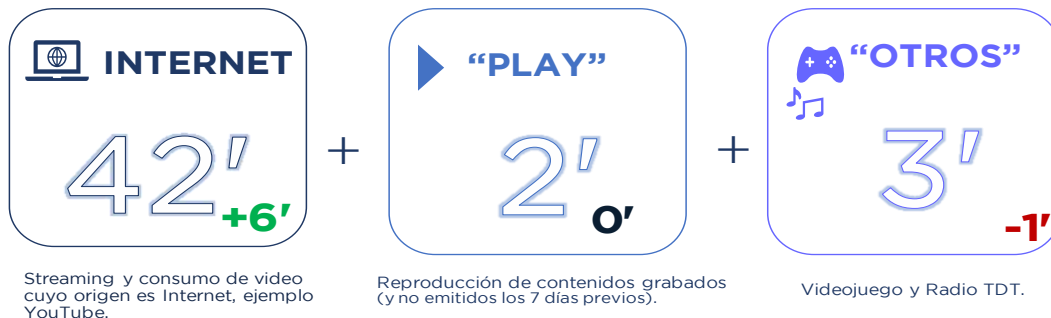 INTERNET
42'
+6'
Streaming y consumo de video
cuyo origen es Internet, ejemplo
YouTube.
+
“PLAY”
2'
0'
Reproducción de contenidos grabados
(y no emitidos los 7 días previos).
+
“OTROS”
3'
-1'
Videojuego y Radio TDT.